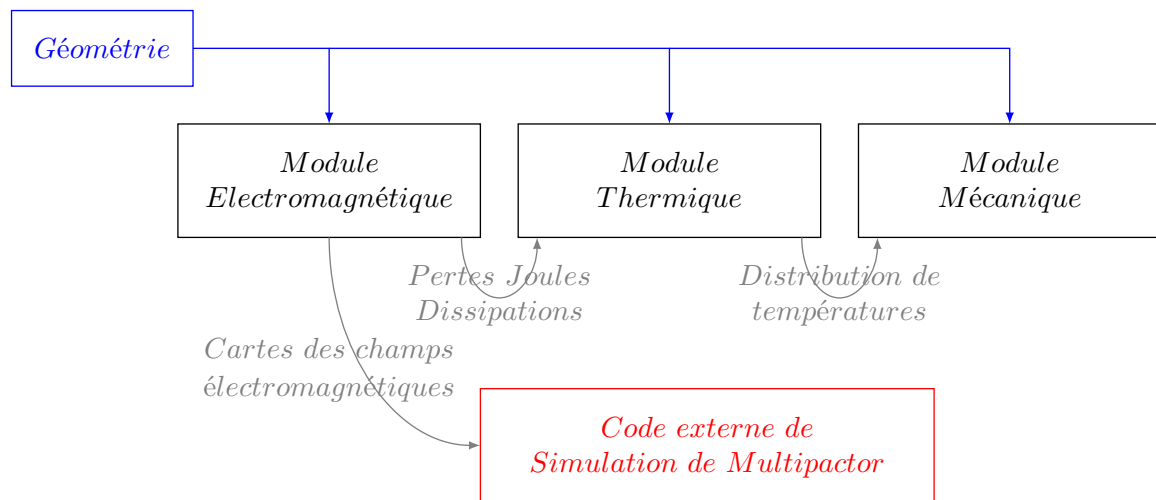 Géométrie
Module
Electromagnétique
Module
Thermique
Module
Mécanique
Pertes Joules
Dissipations
Distribution de
températures
Cartes des champs
électromagnétiques
Code externe de
Simulation de Multipactor